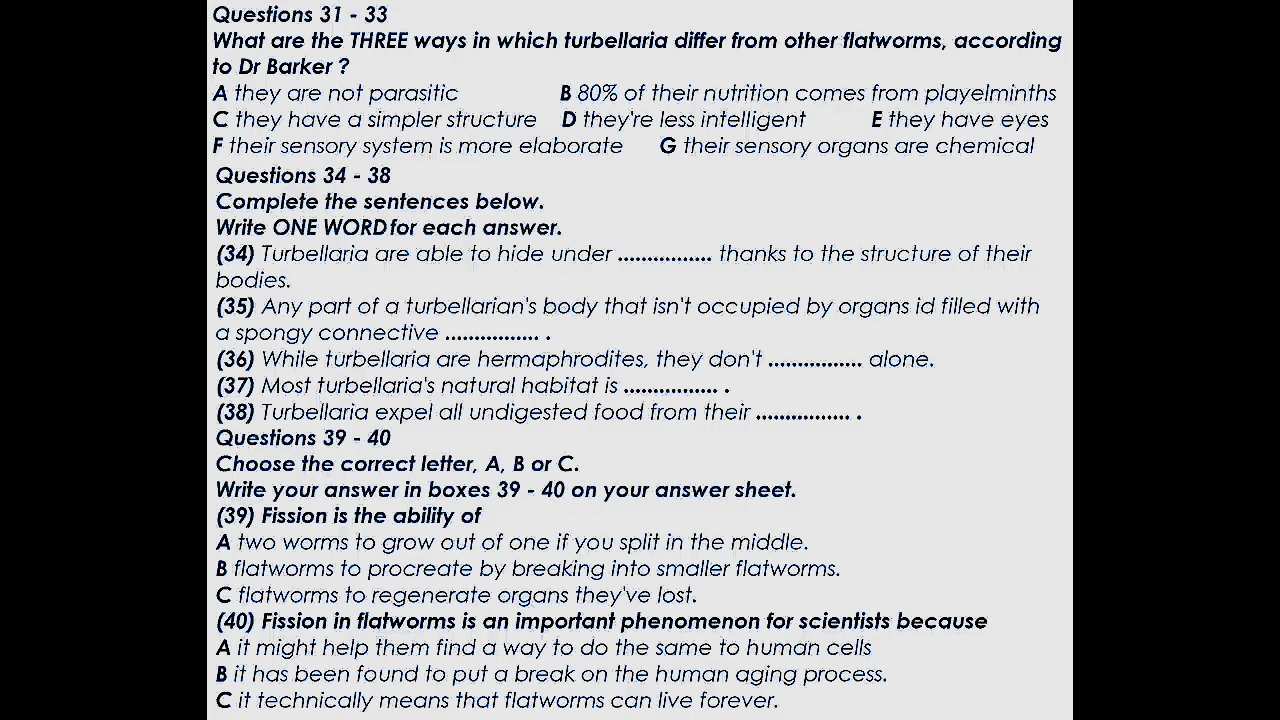 Questions 31 - 33
What are the THREE ways in which turbellaria differ from other flatworms, according
to Dr Barker ?
A they are not parasitic B 80% of their nutrition comes from playelminths
C they have a simpler structure D they're less intelligent E they have eyes
F their sensory system is more elaborate G their sensory organs are chemical
Questions 34 - 38
Complete the sentences below.
Write ONE WORD for each answer.
(34) Turbellaria are able to hide under ................ thanks to the structure of their
bodies.
(35) Any part of a turbellarian's body that isn't occupied by organs id filled with
a spongy connective ................ .
(36) While turbellaria are hermaphrodites, they don't ................ alone.
(37) Most turbellaria's natural habitat is ................ .
(38) Turbellaria expel all undigested food from their ................ .
Questions 39 - 40
Choose the correct letter, A, B or C.
Write your answer in boxes 39 - 40 on your answer sheet.
(39) Fission is the ability of
A two worms to grow out of one if you split in the middle.
B flatworms to procreate by breaking into smaller flatworms.
C flatworms to regenerate organs they've lost.
(40) Fission in flatworms is an important phenomenon for scientists because
A it might help them find a way to do the same to human cells
B it has been found to put a break on the human aging process.
C it technically means that flatworms can live forever.